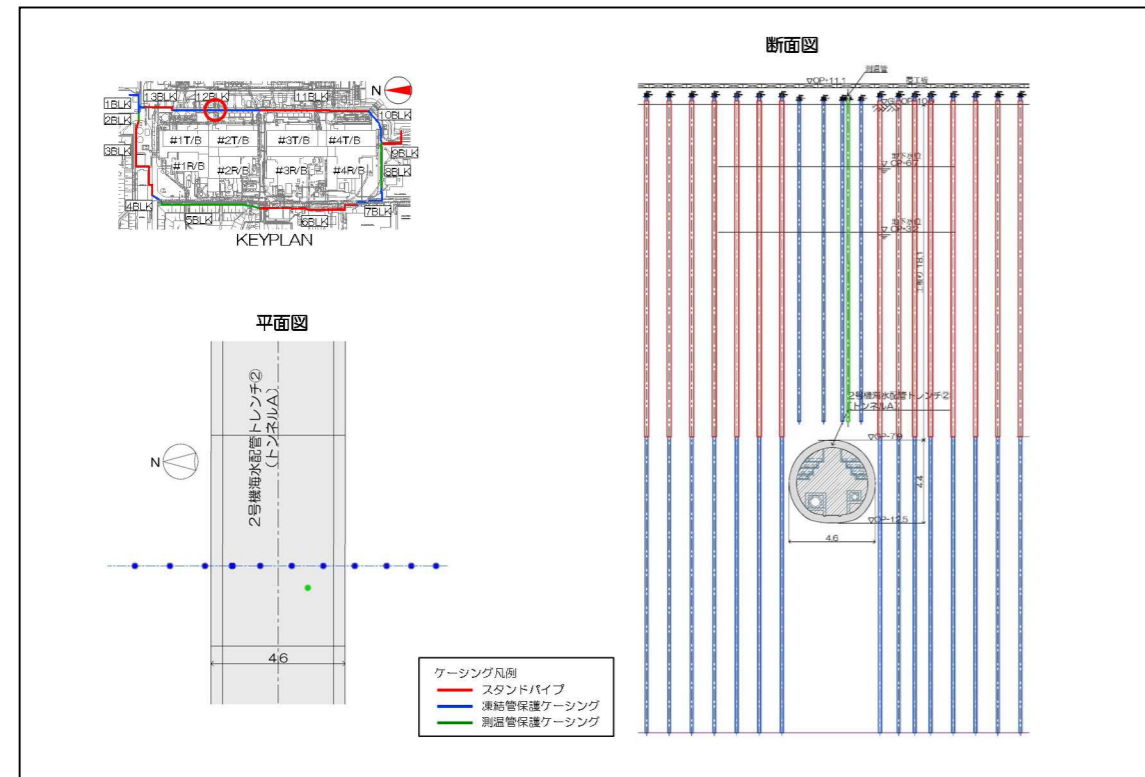 断面図
測温管
▽OP+11.1
覆工板
N
13BLK
12BLK
11BLK
1BLK
2BLK
10BLK
3BLK
9BLK
8BLK
#1T/B
#2T/B
#3T/B
#4T/B
#1R/B
#2R/B
#3R/B
#4R/B
4BLK
5BLK
6BLK
7BLK
KEYPLAN
平面図
N
2号機海水配管トレンチ②
(トンネルA)
4.6
2号機海水配管トレンチ②
(トンネルA)
4.4
▽OP-12.5
4.6
ケーシング凡例
スタンドパイプ
凍結管保護ケーシング
測温管保護ケーシング